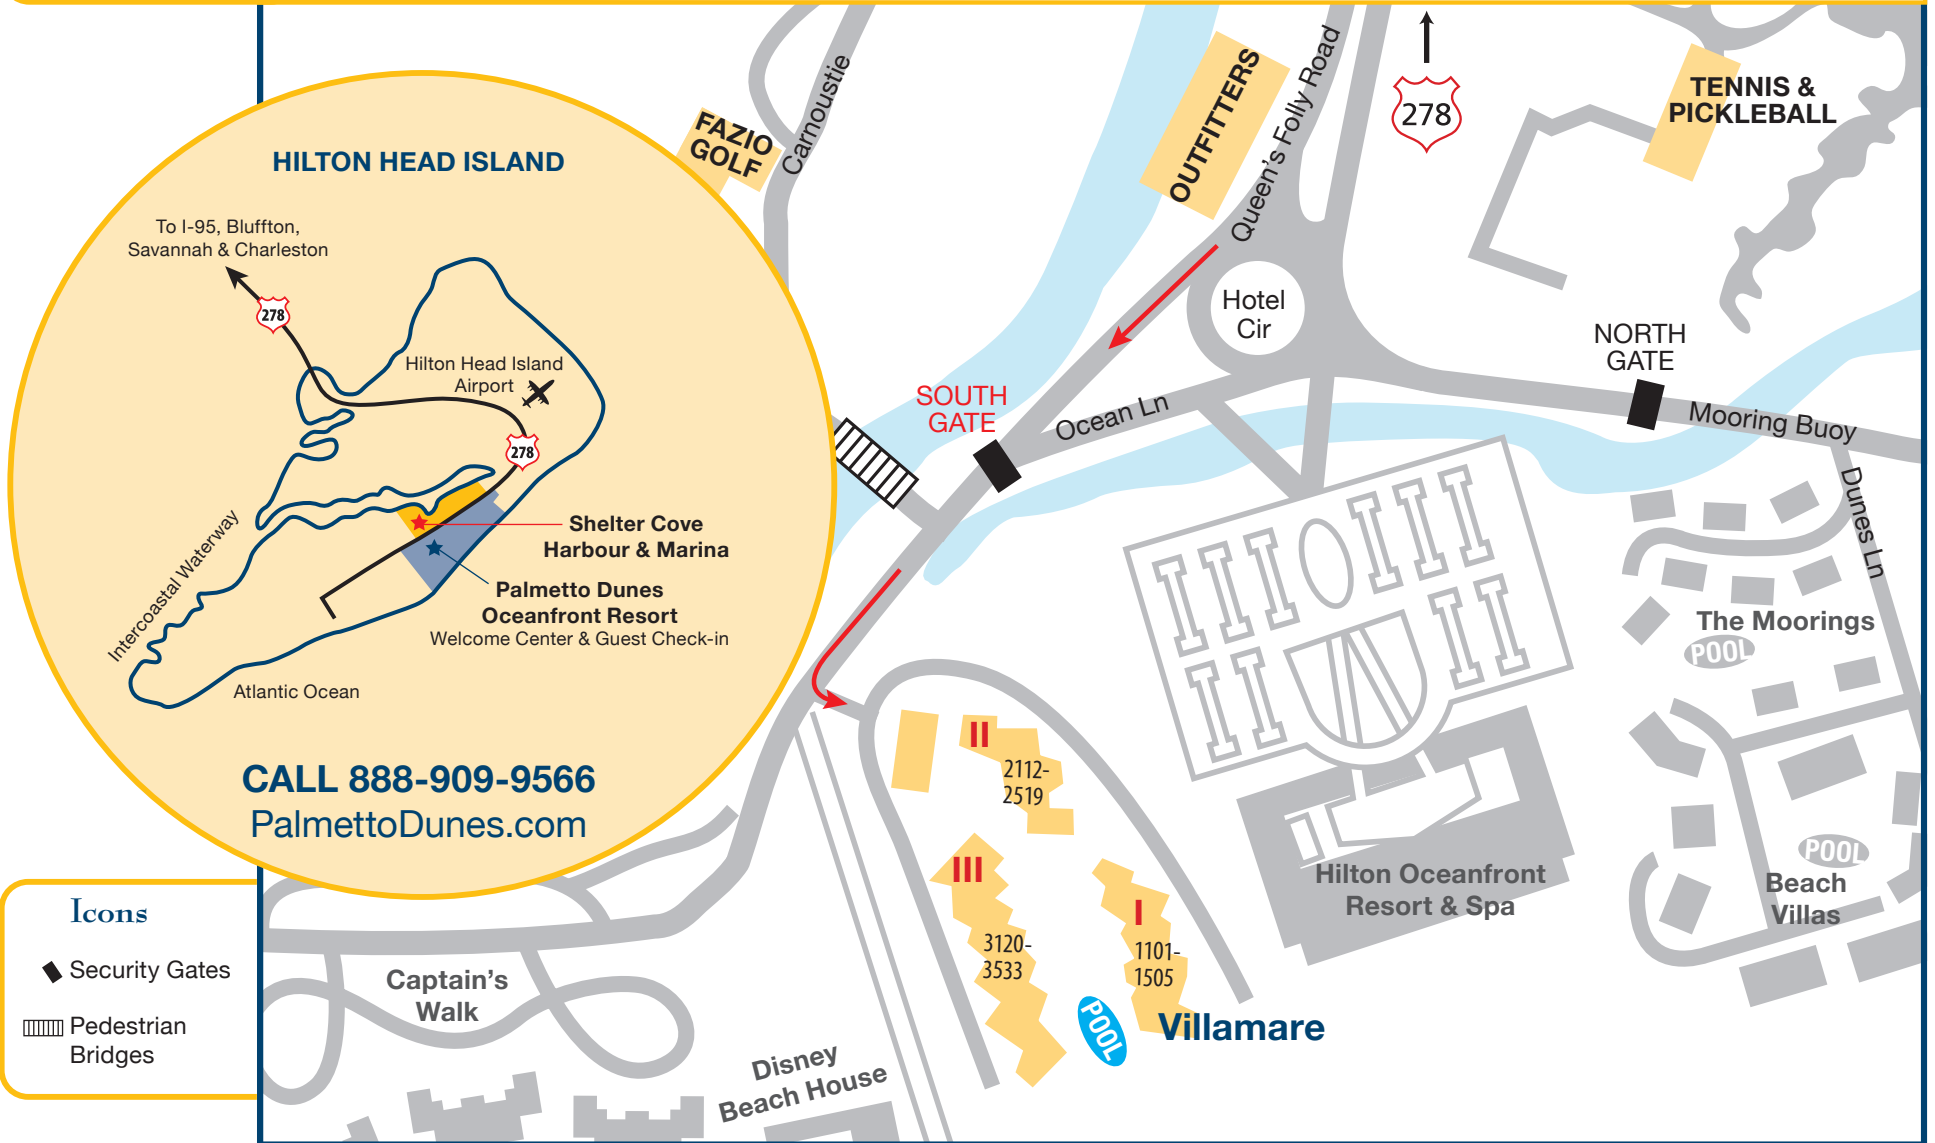 HILTON HEAD ISLAND
To I-95, Bluffton,
Savannah & Charleston
278
Hilton Head Island
Airport
278
Shelter Cove
Harbour & Marina
Palmetto Dunes
Oceanfront Resort
Welcome Center & Guest Check-in
Intercoastal Waterway
Atlantic Ocean
CALL 888-909-9566
PalmettoDunes.com
Icons
Security Gates
Pedestrian
Bridges
FAZIO
GOLF
Carnoustie
OUTFITTERS
Queen's Folly Road
278
TENNIS &
PICKLEBALL
Hotel
Cir
NORTH
GATE
SOUTH
GATE
Ocean Ln
Mooring Buoy
Dunes Ln
The Moorings
POOL
II
2112-
2519
III
3120-
3533
I
1101-
1505
POOL
Villamare
Hilton Oceanfront
Resort & Spa
POOL
Beach
Villas
Captain's
Walk
Disney
Beach House